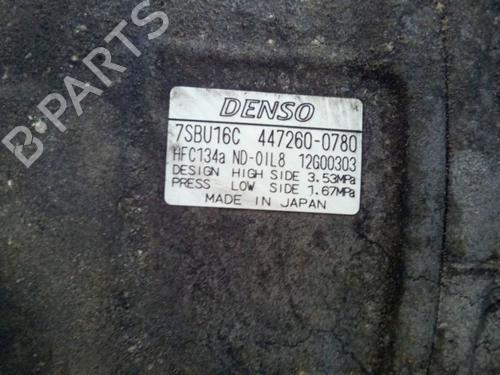 B-PARTS
DENSO
7SBU16C 447260-0780
HFC134a ND-OIL8 12G00303
DESIGN HIGH SIDE 3.53MPa
PRESS LOW SIDE 1.67MPa
MADE IN JAPAN